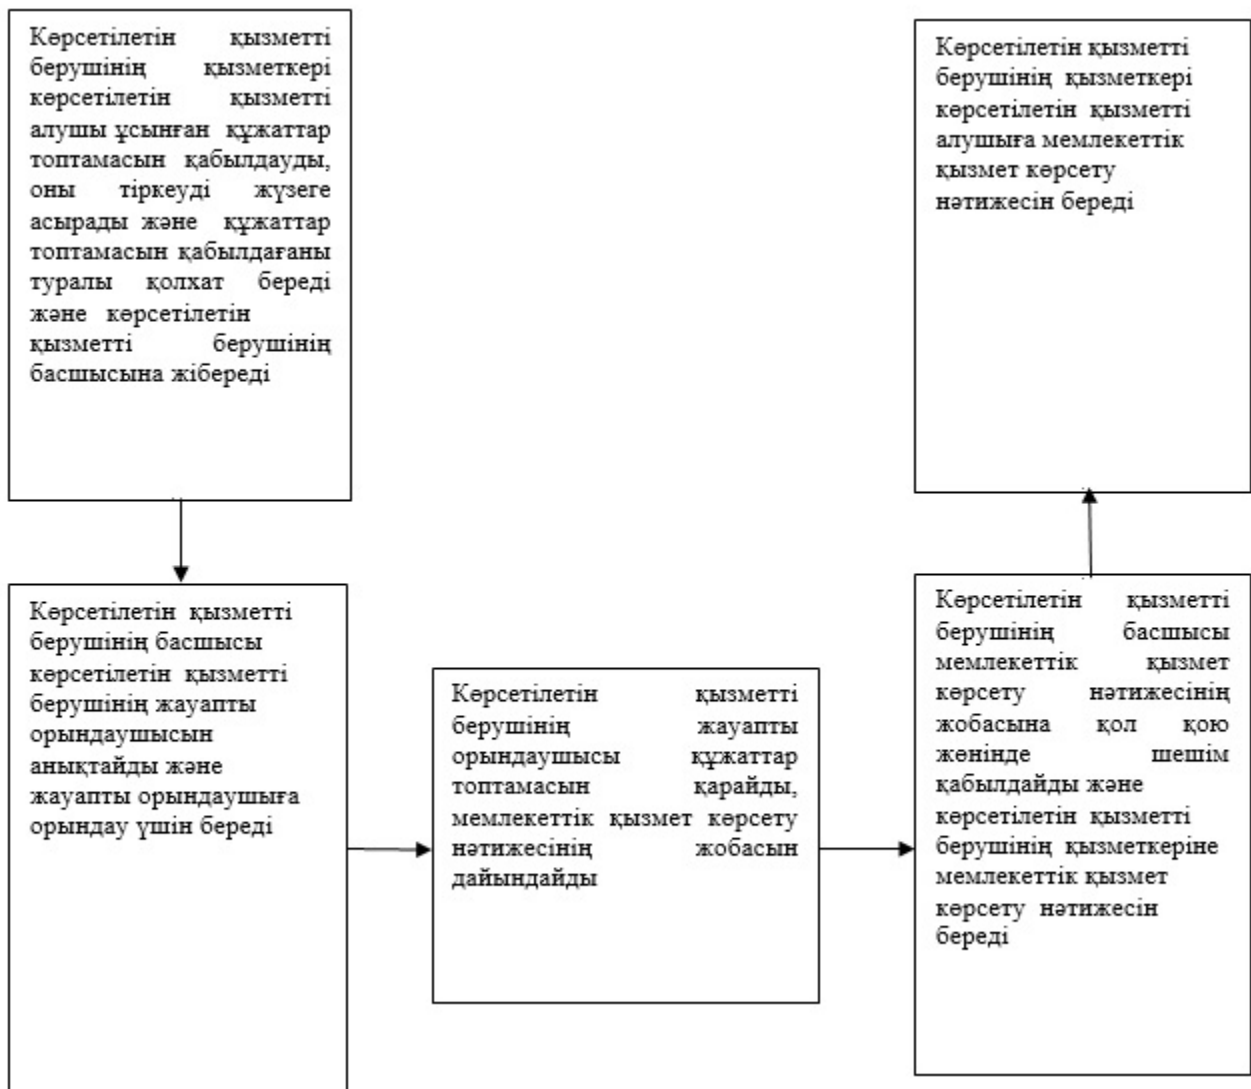 Көрсетілетін қызметті
берушінің қызметкері
көрсетілетін қызметті
алушы ұсынған құжаттар
топтамасын қабылдауды,
оны тіркеуді жүзеге
асырады және құжаттар
топтамасын қабылдағаны
туралы қолхат береді
және көрсетілетін
қызметті берушінің
басшысына жібереді
Көрсетілетін қызметті
берушінің басшысы
көрсетілетін қызметті
берушінің жауапты
орындаушысын
анықтайды және
жауапты орындаушыға
орындау үшін береді
Көрсетілетін қызметті
берушінің жауапты
орындаушысы құжаттар
топтамасын қарайды,
мемлекеттік қызмет көрсету
нәтижесінің жобасын
дайындайды
Көрсетілетін қызметті
берушінің басшысы
мемлекеттік қызмет
көрсету нәтижесінің
жобасына қол қою
жөнінде шешім
қабылдайды және
көрсетілетін қызметті
берушінің қызметкеріне
мемлекеттік қызмет
көрсету нәтижесін
береді
Көрсетілетін қызметті
берушінің қызметкері
көрсетілетін қызметті
алушыға мемлекеттік
қызмет көрсету
нәтижесін береді